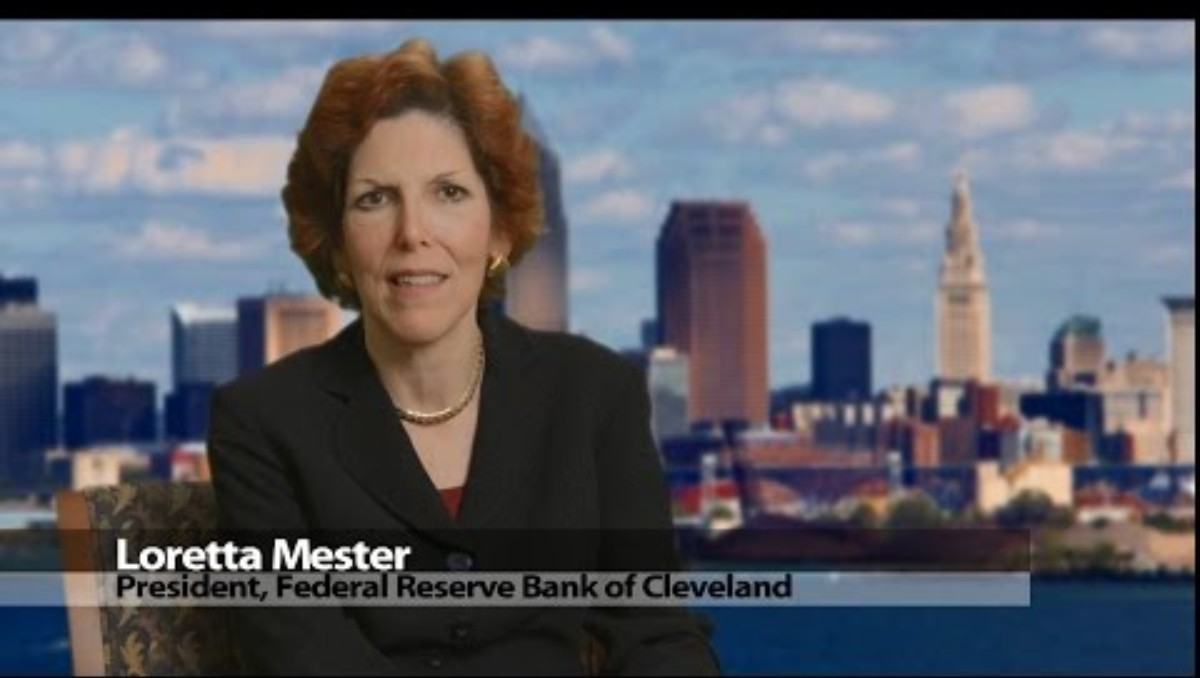 Loretta Mester
President, Federal Reserve Bank of Cleveland